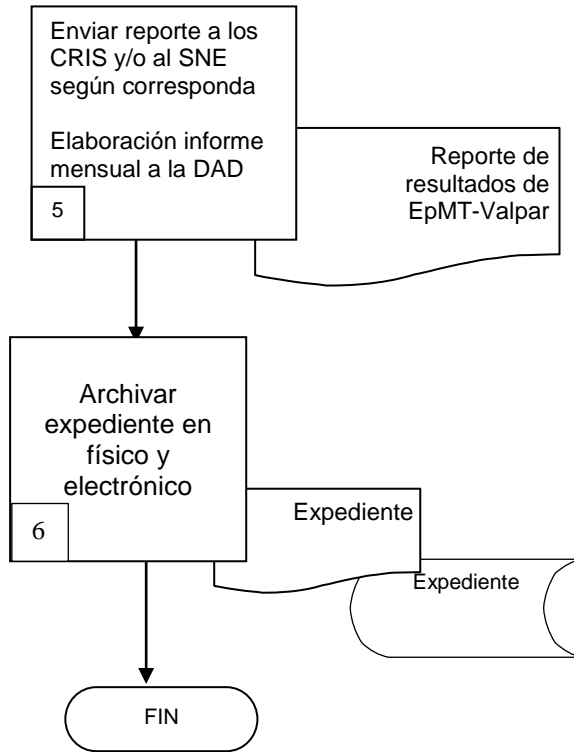 Enviar reporte a los
CRIS y/o al SNE
según corresponda
Elaboración informe
mensual a la DAD
5
Reporte de
resultados de
EpMT-Valpar
Archivar
expediente en
físico y
electrónico
6
Expediente
Expediente
FIN